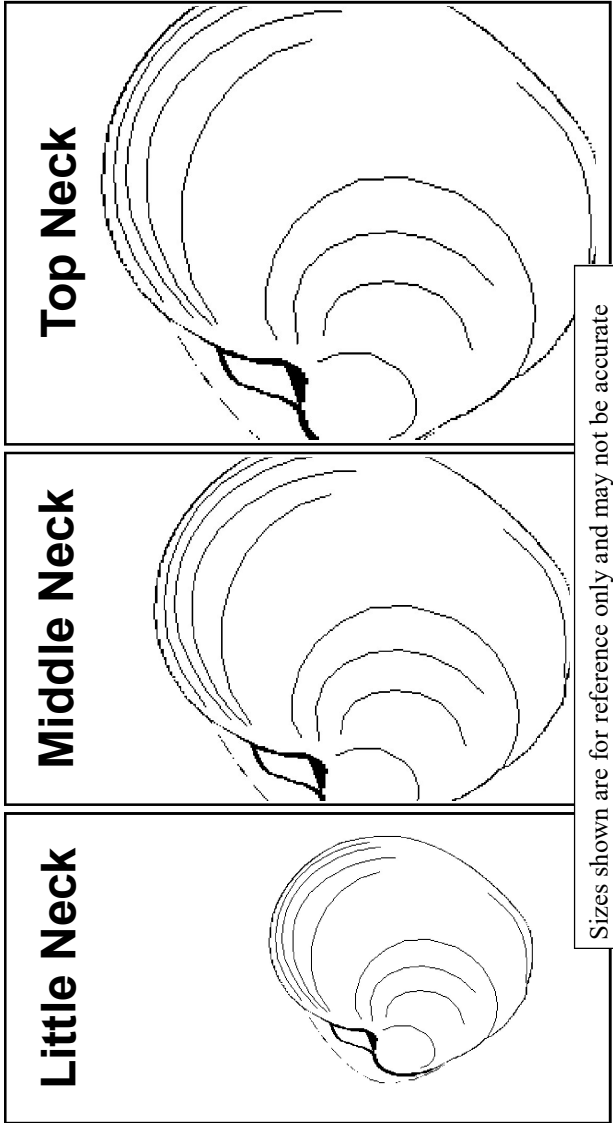 Little Neck
Middle Neck
Top Neck
Sizes shown are for reference only and may not be accurate